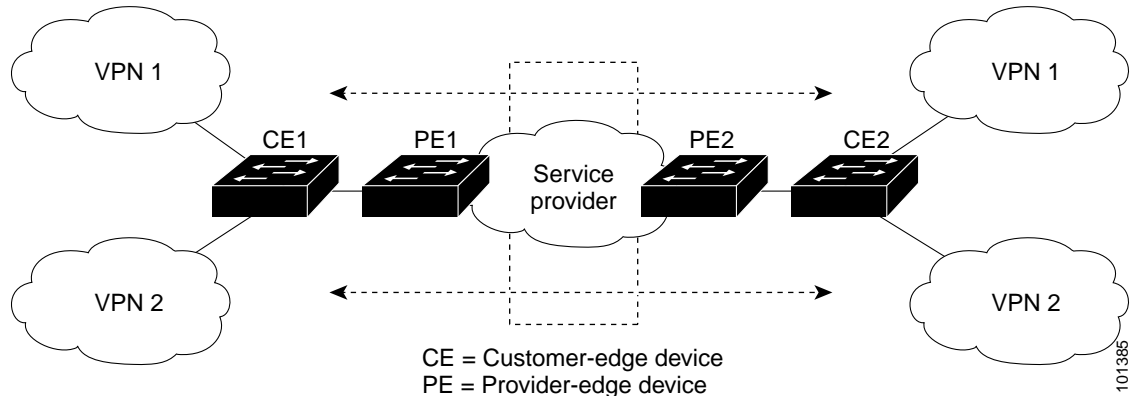 VPN 1
VPN 1
CE1
PE1
PE2
CE2
Service
provider
VPN 2
VPN 2
CE = Customer-edge device
PE = Provider-edge device
101385